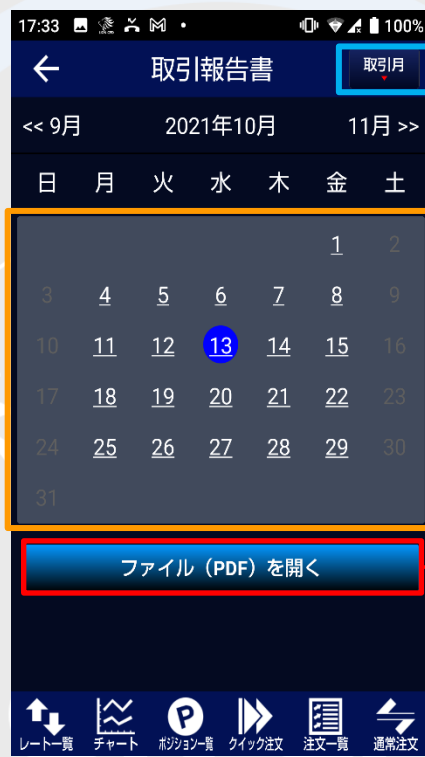 17:33 100%
取引報告書 取引月
<< 9月 2021年10月 11月 >>
日 月 火 水 木 金 土
1 2
3 4 5 6 7 8 9
10 11 12 13 14 15 16
17 18 19 20 21 22 23
24 25 26 27 28 29 30
31
ファイル（PDF）を開く
レート一覧 チャート ポジション一覧 クイック注文 注文一覧 通常注文